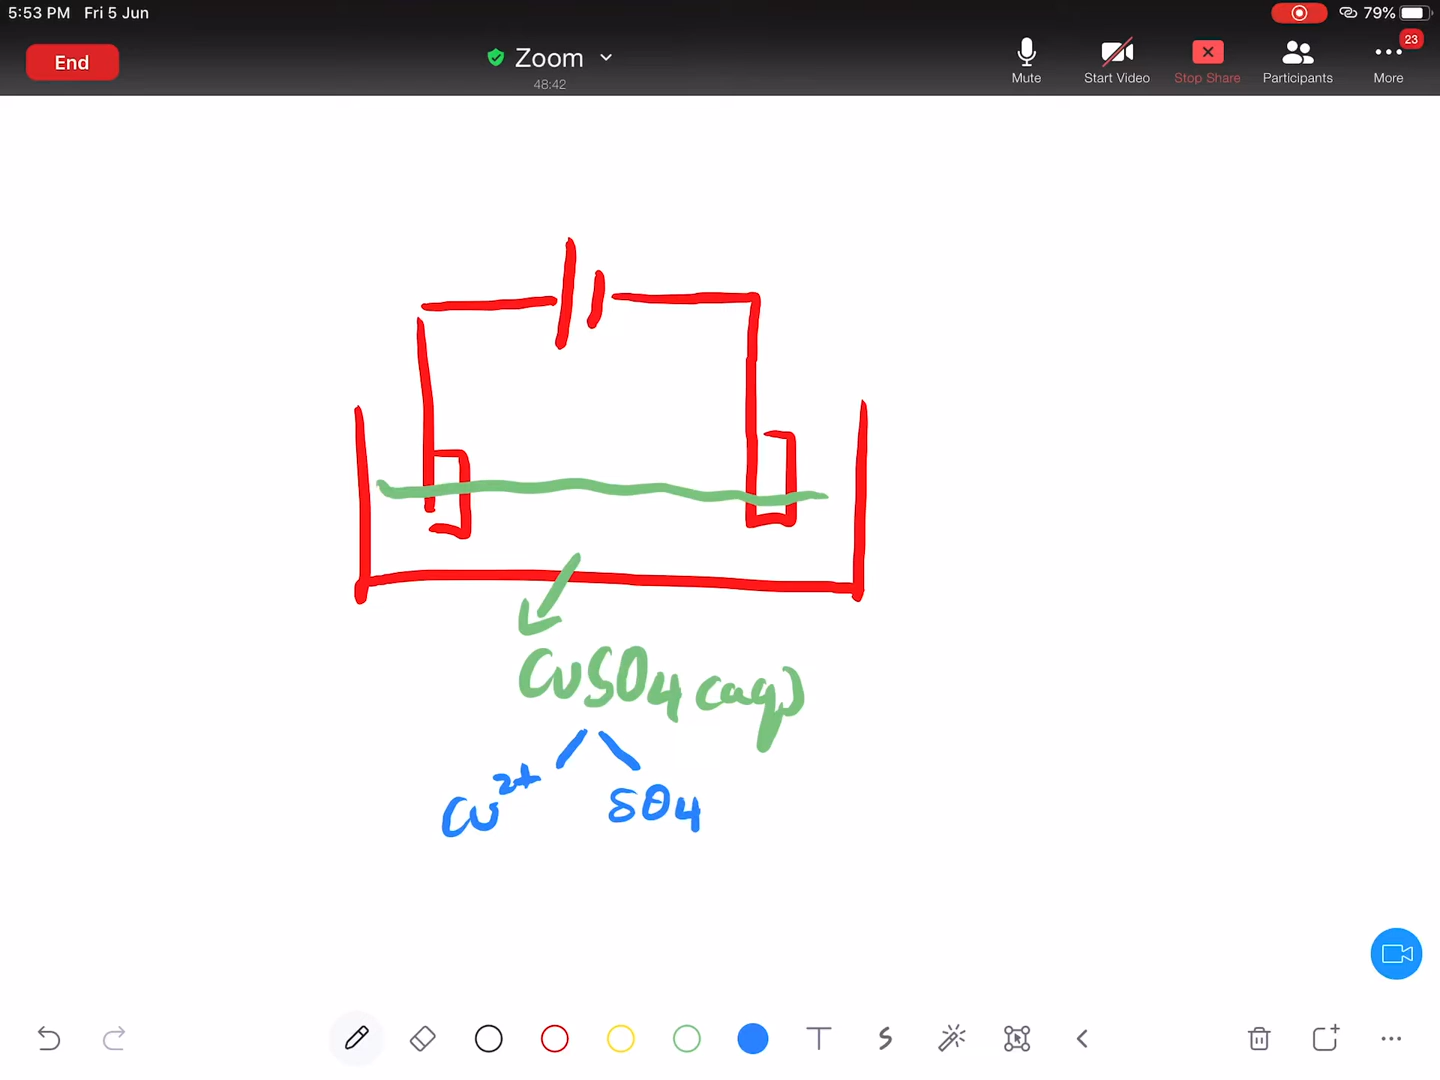 5:53 PM Fri 5 Jun
79%
End
Zoom
48:42
Mute
Start Video
Stop Share
Participants
More
23
CuSO4 (aq)
Cu2+ SO4
T